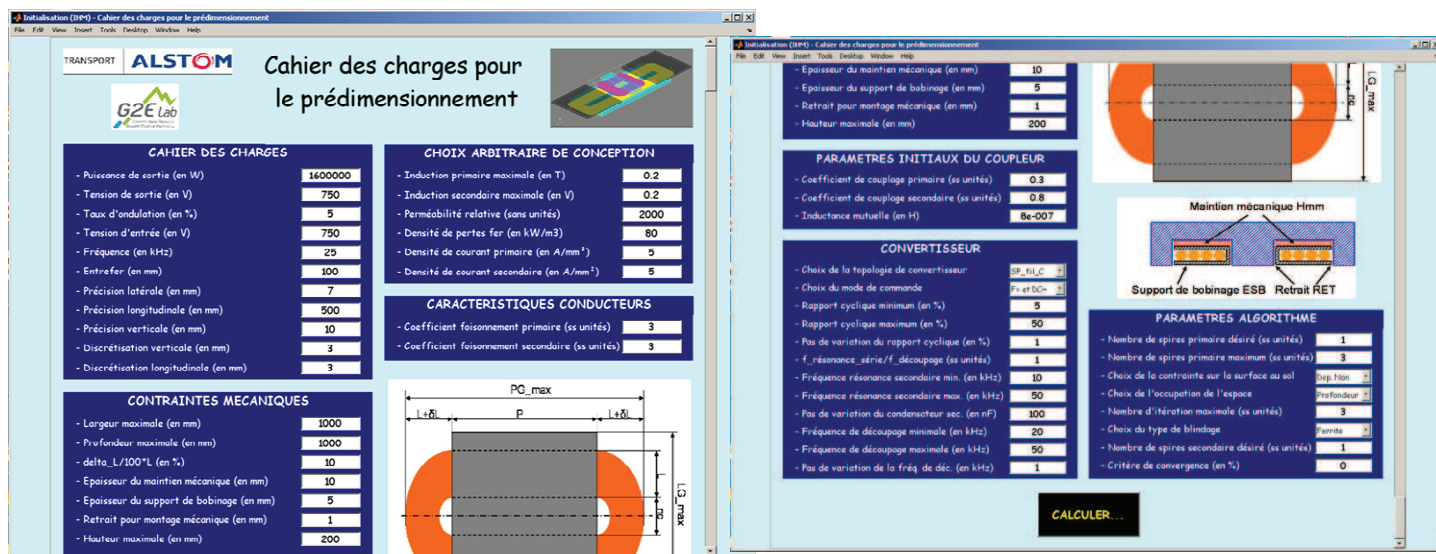 Initialisation (IHM) - Cahier des charges pour le prédimensionnement
File Edit View Insert Tools Desktop Window Help
TRANSPORT ALSTOM
G2E Lab
Cahier des charges pour
le prédimensionnement
CAHIER DES CHARGES
- Puissance de sortie (en W) 1600000
- Tension de sortie (en V) 750
- Taux d'ondulation (en %) 5
- Tension d'entrée (en V) 750
- Fréquence (en kHz) 25
- Entrefer (en mm) 100
- Précision latérale (en mm) 7
- Précision longitudinale (en mm) 500
- Précision verticale (en mm) 10
- Discrétisation verticale (en mm) 3
- Discrétisation longitudinale (en mm) 3
CONTRAINTES MECANIQUES
- Largeur maximale (en mm) 1000
- Profondeur maximale (en mm) 1000
- delta_L/100*L (en %) 10
- Epaisseur du maintien mécanique (en mm) 10
- Epaisseur du support de bobinage (en mm) 5
- Retrait pour montage mécanique (en mm) 1
- Hauteur maximale (en mm) 200
CHOIX ARBITRAIRE DE CONCEPTION
- Induction primaire maximale (en T) 0.2
- Induction secondaire maximale (en V) 0.2
- Perméabilité relative (sans unités) 2000
- Densité de pertes fer (en kW/m3) 80
- Densité de courant primaire (en A/mm²) 5
- Densité de courant secondaire (en A/mm²) 5
CARACTERISTIQUES CONDUCTEURS
- Coefficient foisonnement primaire (ss unités) 3
- Coefficient foisonnement secondaire (ss unités) 3
PG_max
L+δL P L+δL
L
ng
LG_max
Initialisation (IHM) - Cahier des charges pour le prédimensionnement
File Edit View Insert Tools Desktop Window Help
- Epaisseur du maintien mécanique (en mm) 10
- Epaisseur du support de bobinage (en mm) 5
- Retrait pour montage mécanique (en mm) 1
- Hauteur maximale (en mm) 200
PARAMETRES INITIAUX DU COUPLEUR
- Coefficient de couplage primaire (ss unités) 0.3
- Coefficient de couplage secondaire (ss unités) 0.8
- Inductance mutuelle (en H) 8e-007
CONVERTISSEUR
- Choix de la topologie de convertisseur SP_fil_C
- Choix du mode de commande
- Rapport cyclique minimum (en %) 5
- Rapport cyclique maximum (en %) 50
- Pas de variation du rapport cyclique (en %) 1
- f_résonance_série/f_découpage (ss unités) 1
- Fréquence résonance secondaire min. (en kHz) 10
- Fréquence résonance secondaire max. (en kHz) 50
- Pas de variation du condensateur sec. (en nF) 100
- Fréquence de découpage minimale (en kHz) 20
- Fréquence de découpage maximale (en kHz) 50
- Pas de variation de la fréq. de déc. (en kHz) 1
LG_max
ng
Maintien mécanique Hmm
Support de bobinage ESB Retrait RET
PARAMETRES ALGORITHME
- Nombre de spires primaire désiré (ss unités) 1
- Nombre de spires primaire maximum (ss unités) 3
- Choix de la contrainte sur la surface au sol Dep. Non
- Choix de l'occupation de l'espace Profondeur
- Nombre d'itération maximale (ss unités) 3
- Choix du type de blindage Ferrite
- Nombre de spires secondaire désiré (ss unités) 1
- Critère de convergence (en %) 0
CALCULER...